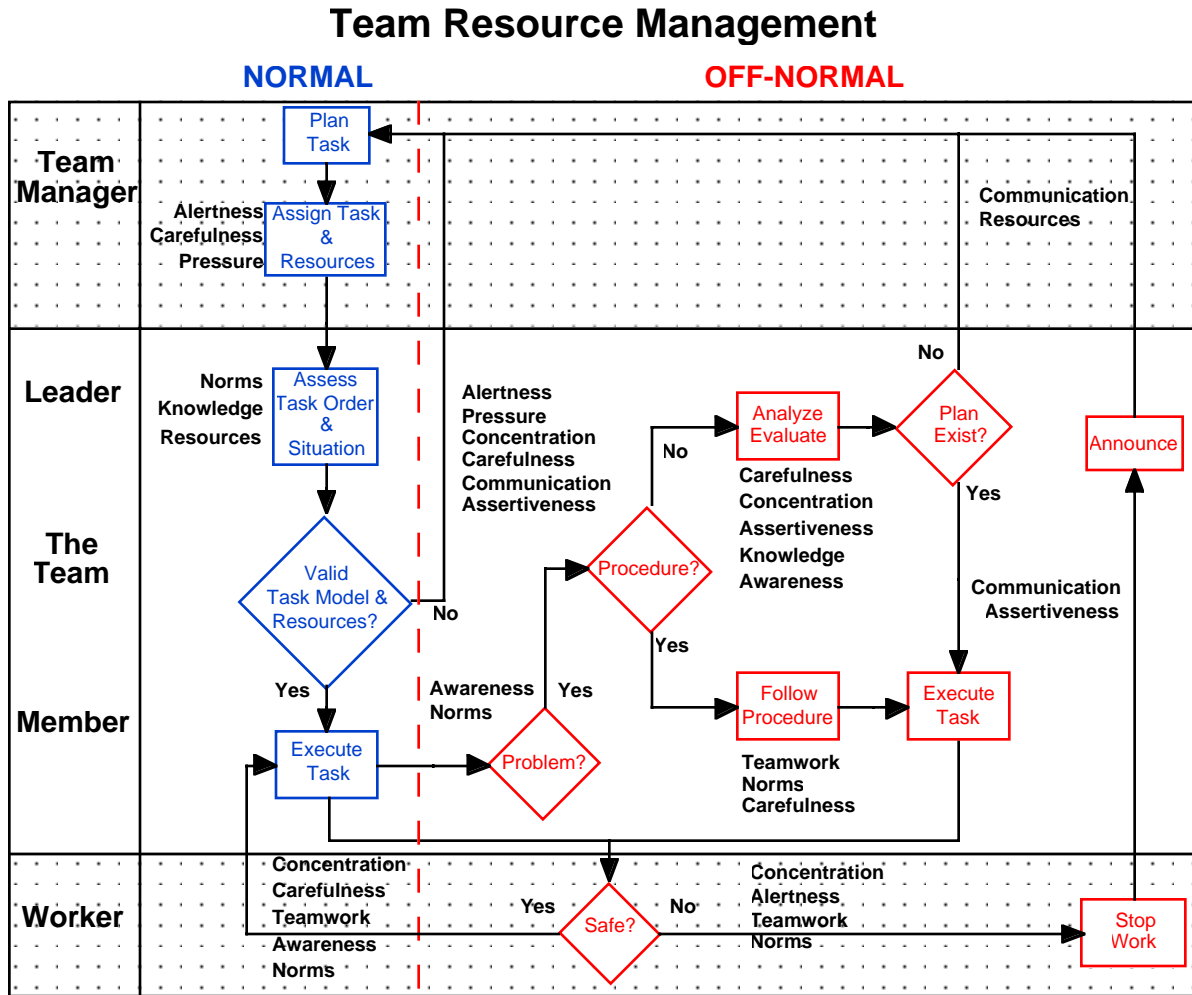 Team Resource Management
NORMAL
OFF-NORMAL
Team
Manager
Plan
Task
Alertness
Carefulness
Pressure
Assign Task
&
Resources
Communication
Resources
Leader
Norms
Knowledge
Resources
Assess
Task Order
&
Situation
Alertness
Pressure
Concentration
Carefulness
Communication
Assertiveness
No
Analyze
Evaluate
Carefulness
Concentration
Assertiveness
Knowledge
Awareness
No
Plan
Exist?
Yes
Announce
The
Team
Valid
Task Model &
Resources?
No
Yes
Procedure?
Yes
Communication
Assertiveness
Member
Execute
Task
Awareness
Norms
Yes
Problem?
Follow
Procedure
Teamwork
Norms
Carefulness
Execute
Task
Worker
Concentration
Carefulness
Teamwork
Awareness
Norms
Yes
Safe?
No
Concentration
Alertness
Teamwork
Norms
Stop
Work